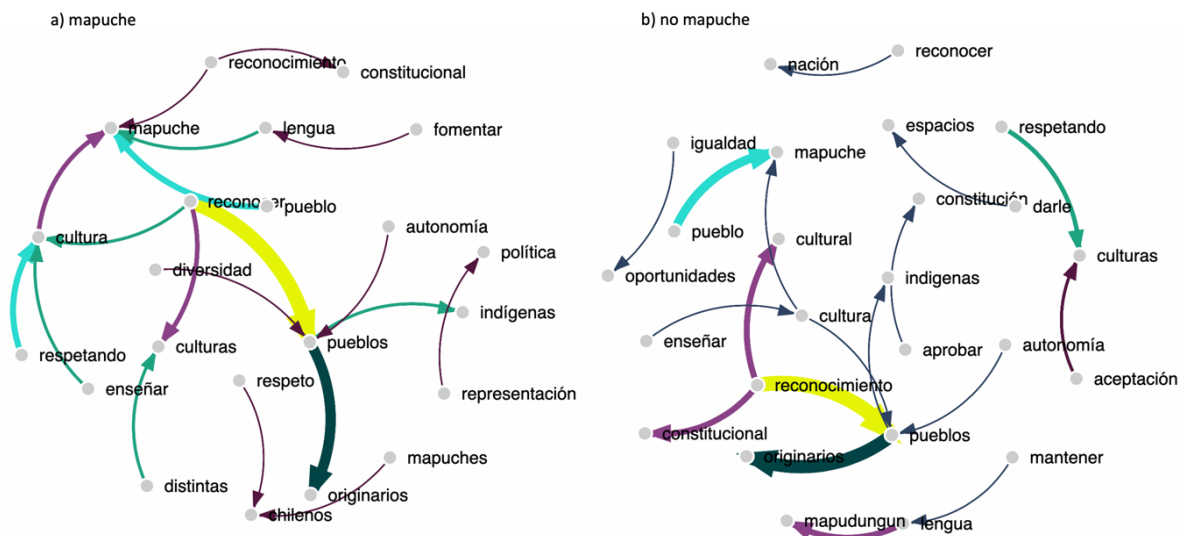 a) mapuche
reconocimiento
constitucional
mapuche
lengua
fomentar
reconocer
pueblo
autonomía
cultura
política
diversidad
indígenas
pueblos
respetando
culturas
enseñar
respeto
representación
mapuches
distintas
originarios
chilenos
b) no mapuche
reconocer
nación
espacios
respetando
igualdad
mapuche
constitución
darle
pueblo
cultural
culturas
oportunidades
indigenas
cultura
enseñar
aprobar
autonomía
reconocimiento
aceptación
constitucional
pueblos
originarios
mantener
mapudungun
lengua